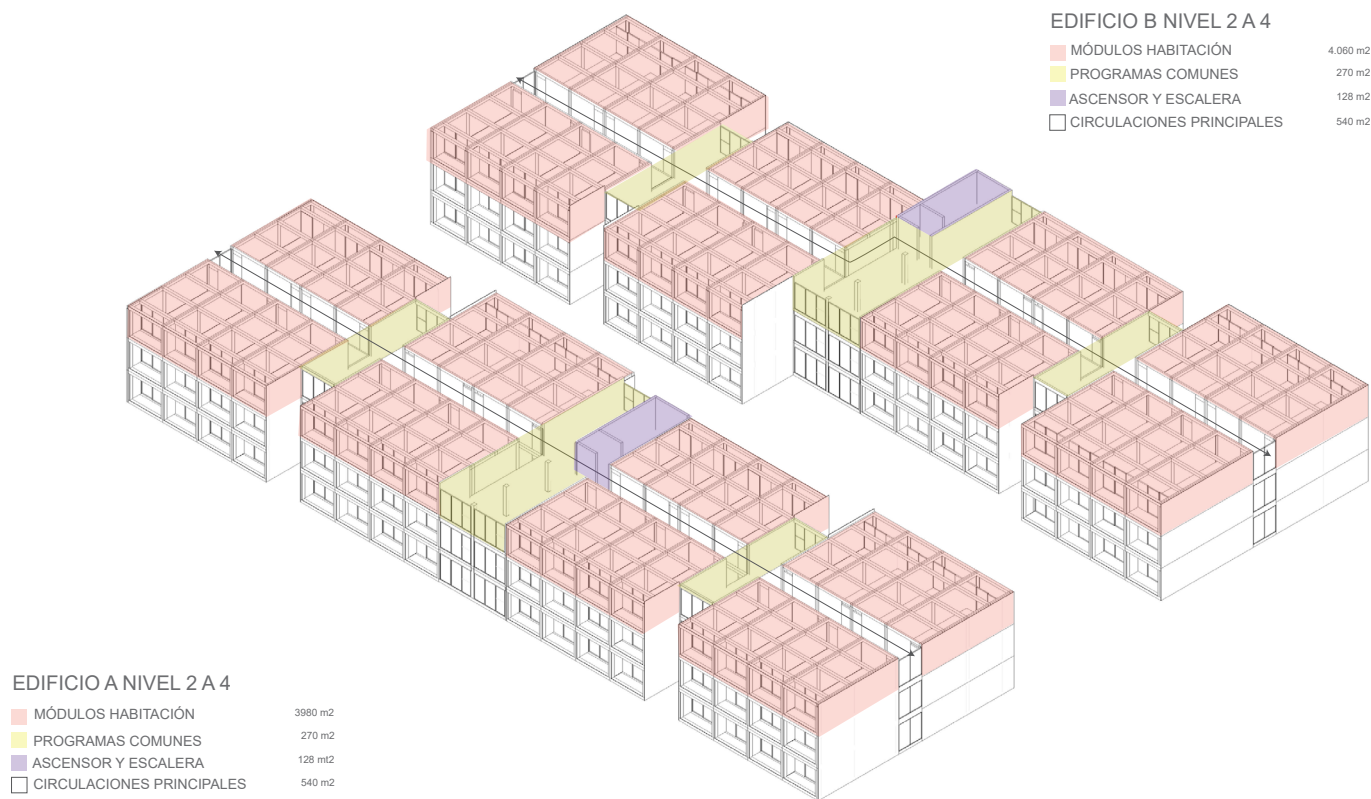 EDIFICIO B NIVEL 2 A 4
MÓDULOS HABITACIÓN 4.060 m2
PROGRAMAS COMUNES 270 m2
ASCENSOR Y ESCALERA 128 m2
CIRCULACIONES PRINCIPALES 540 m2
EDIFICIO A NIVEL 2 A 4
MÓDULOS HABITACIÓN 3980 m2
PROGRAMAS COMUNES 270 m2
ASCENSOR Y ESCALERA 128 mt2
CIRCULACIONES PRINCIPALES 540 m2